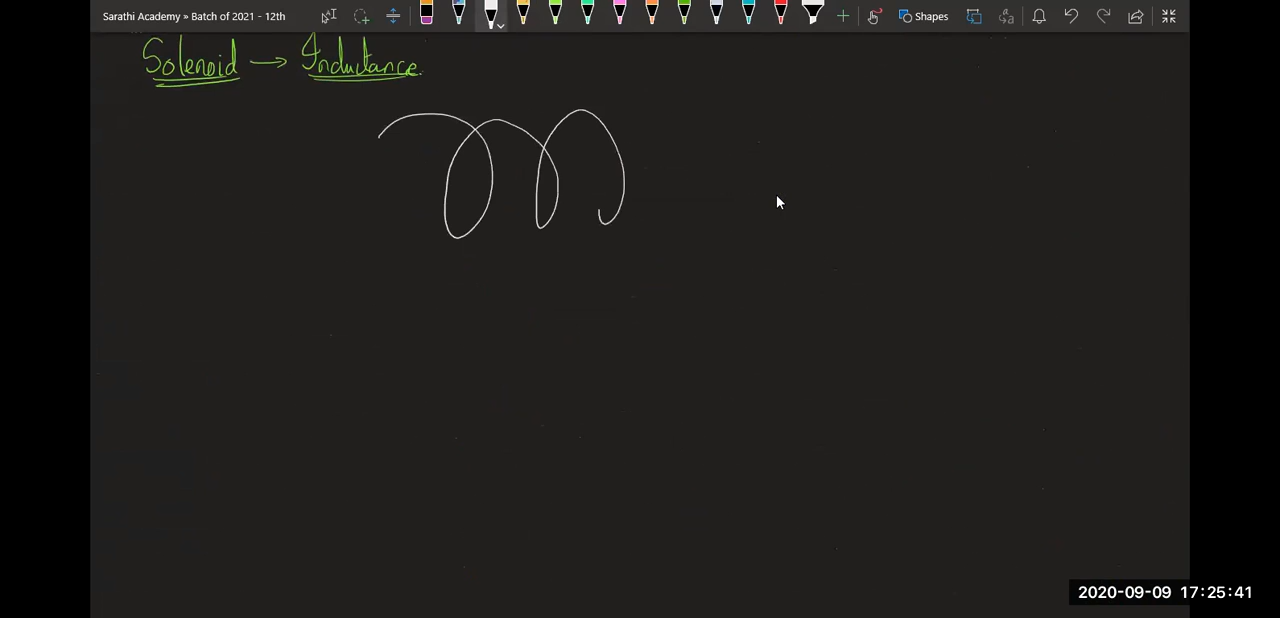 Sarathi Academy » Batch of 2021 - 12th
Shapes
Solenoid → Inductance.
2020-09-09 17:25:41